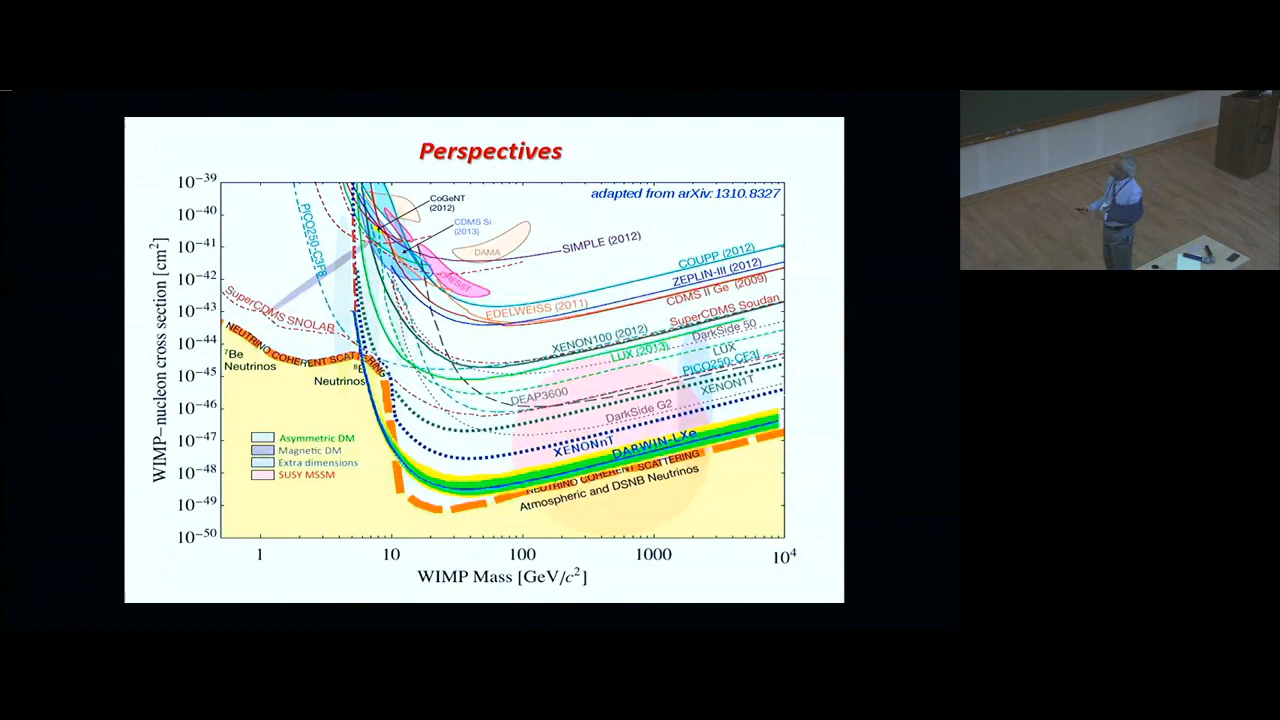 Perspectives
adapted from arXiv:1310.8327
10−39
10−40
10−41
10−42
10−43
10−44
10−45
10−46
10−47
10−48
10−49
10−50
WIMP−nucleon cross section [cm2]
PICO250-C3F8
CoGeNT
(2012)
CDMS Si
(2013)
DAMA
SIMPLE (2012)
COUPP (2012)
ZEPLIN-III (2012)
CRESST
CDMS II Ge (2009)
EDELWEISS (2011)
SuperCDMS Soudan
SuperCDMS SNOLAB
XENON100 (2012)
DarkSide 50
LUX (2013)
LUX
NEUTRINO COHERENT SCATTERING
7Be
Neutrinos
Neutrinos
PICO250-CF3I
XENON1T
DEAP3600
DarkSide G2
XENONnT
DARWIN-LXe
Asymmetric DM
Magnetic DM
Extra dimensions
SUSY MSSM
NEUTRINO COHERENT SCATTERING
Atmospheric and DSNB Neutrinos
1
10
100
1000
104
WIMP Mass [GeV/c2]